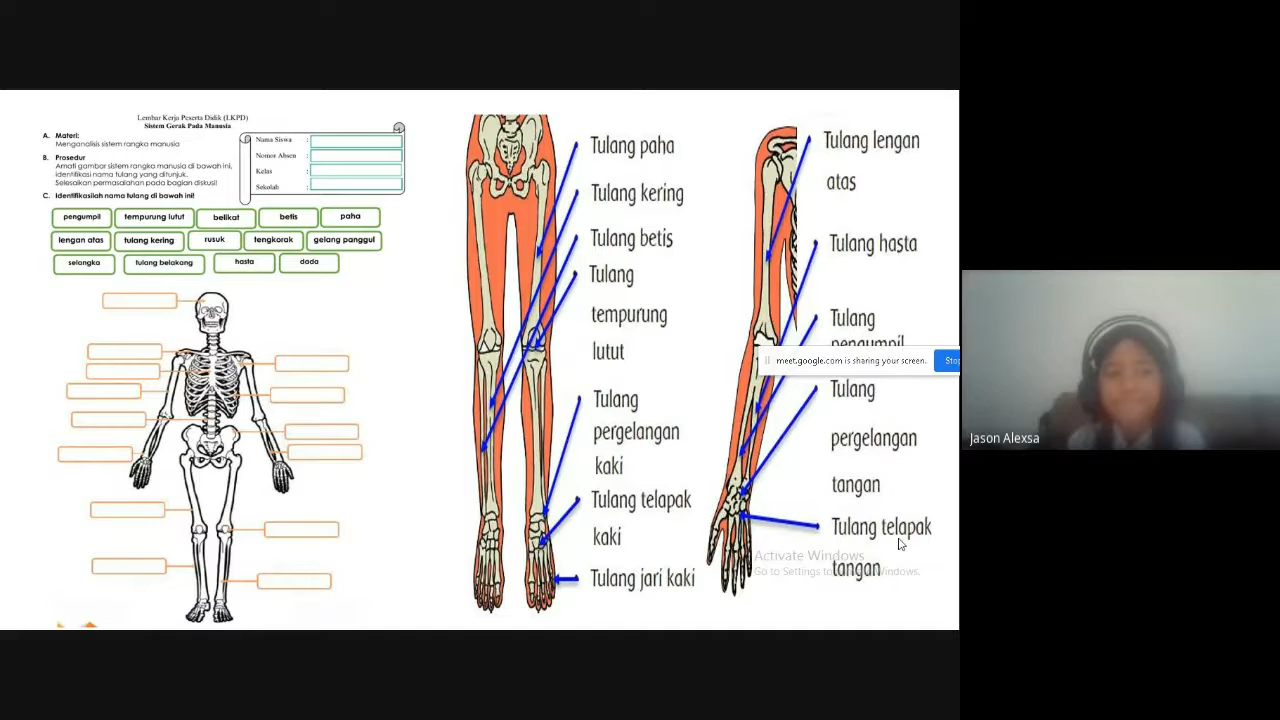 Lembar Kerja Peserta Didik (LKPD)
Sistem Gerak Pada Manusia
A. Materi:
Menganalisis sistem rangka manusia
B. Prosedur
Amati gambar sistem rangka manusia di bawah ini,
identifikasi nama tulang yang ditunjuk.
Selesaikan permasalahan pada bagian diskusi!
C. Identifikasilah nama tulang di bawah ini!
Nama Siswa :
Nomor Absen :
Kelas :
Sekolah :
pengumpil
tempurung lutut
belikat
betis
paha
lengan atas
tulang kering
rusuk
tengkorak
gelang panggul
selangka
tulang belakang
hasta
dada
Tulang paha
Tulang kering
Tulang betis
Tulang
tempurung
lutut
Tulang
pergelangan
kaki
Tulang telapak
kaki
Tulang jari kaki
Tulang lengan
atas
Tulang hasta
Tulang
pengumpil
Tulang
pergelangan
tangan
Tulang telapak
tangan
meet.google.com is sharing your screen.
Stop
Activate Windows
Go to Settings to Windows.
Jason Alexsa